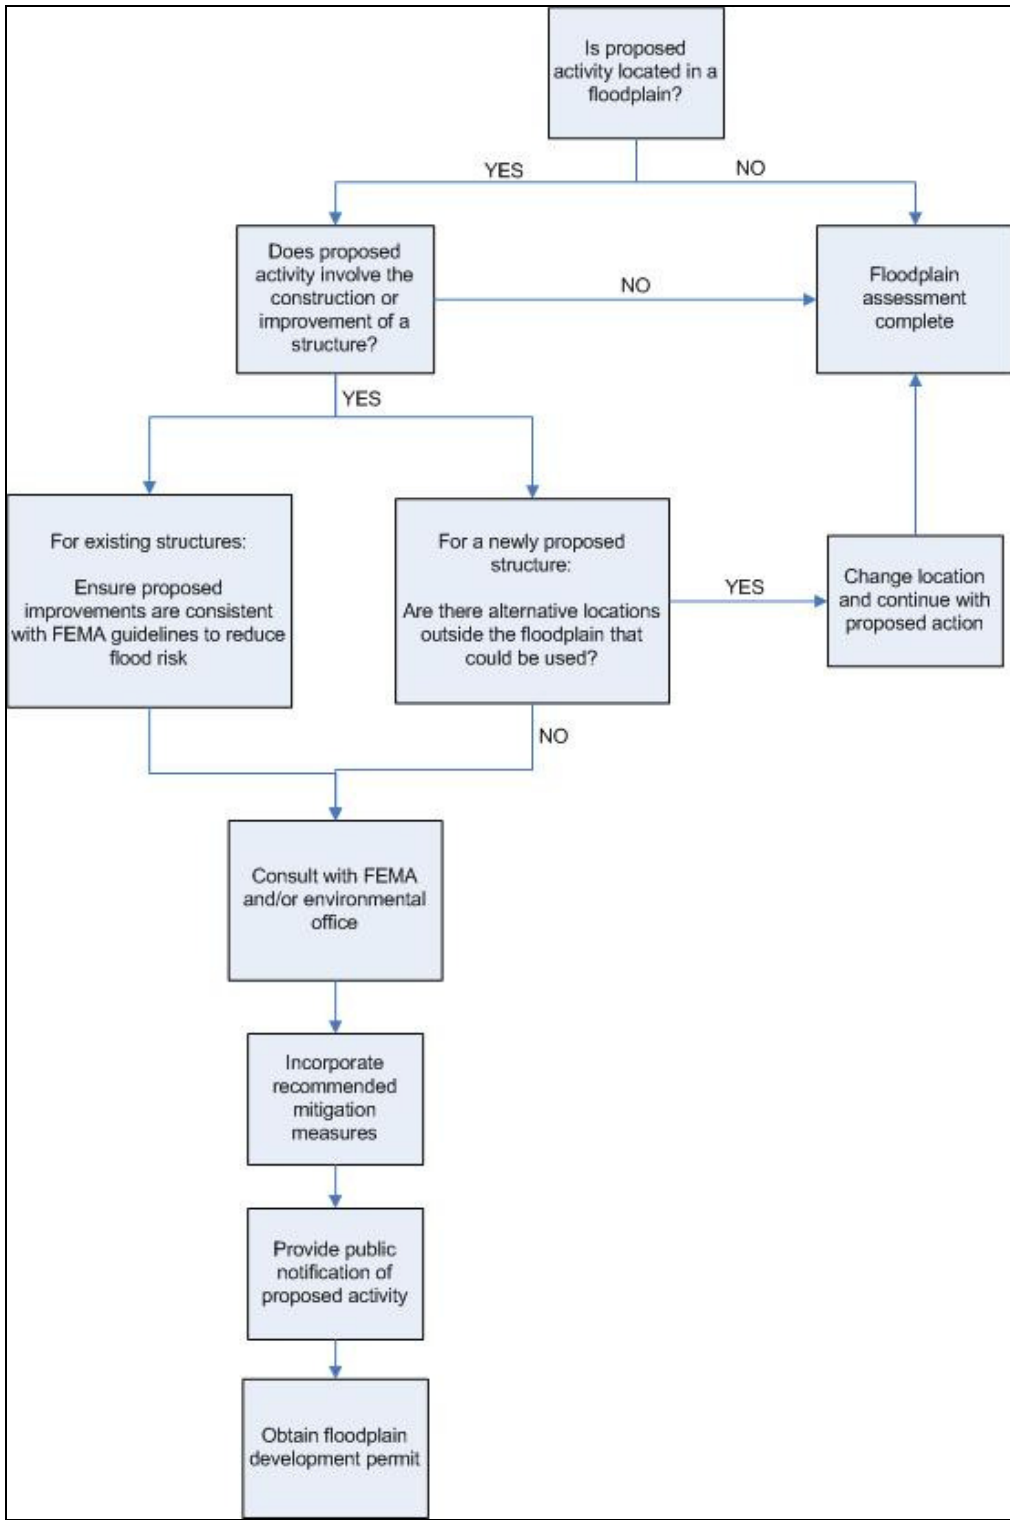 Is proposed
activity located in a
floodplain?
YES
NO
Does proposed
activity involve the
construction or
improvement of a
structure?
NO
Floodplain
assessment
complete
YES
For existing structures:
Ensure proposed
improvements are consistent
with FEMA guidelines to reduce
flood risk
For a newly proposed
structure:
Are there alternative locations
outside the floodplain that
could be used?
YES
Change location
and continue with
proposed action
NO
Consult with FEMA
and/or environmental
office
Incorporate
recommended
mitigation
measures
Provide public
notification of
proposed activity
Obtain floodplain
development permit